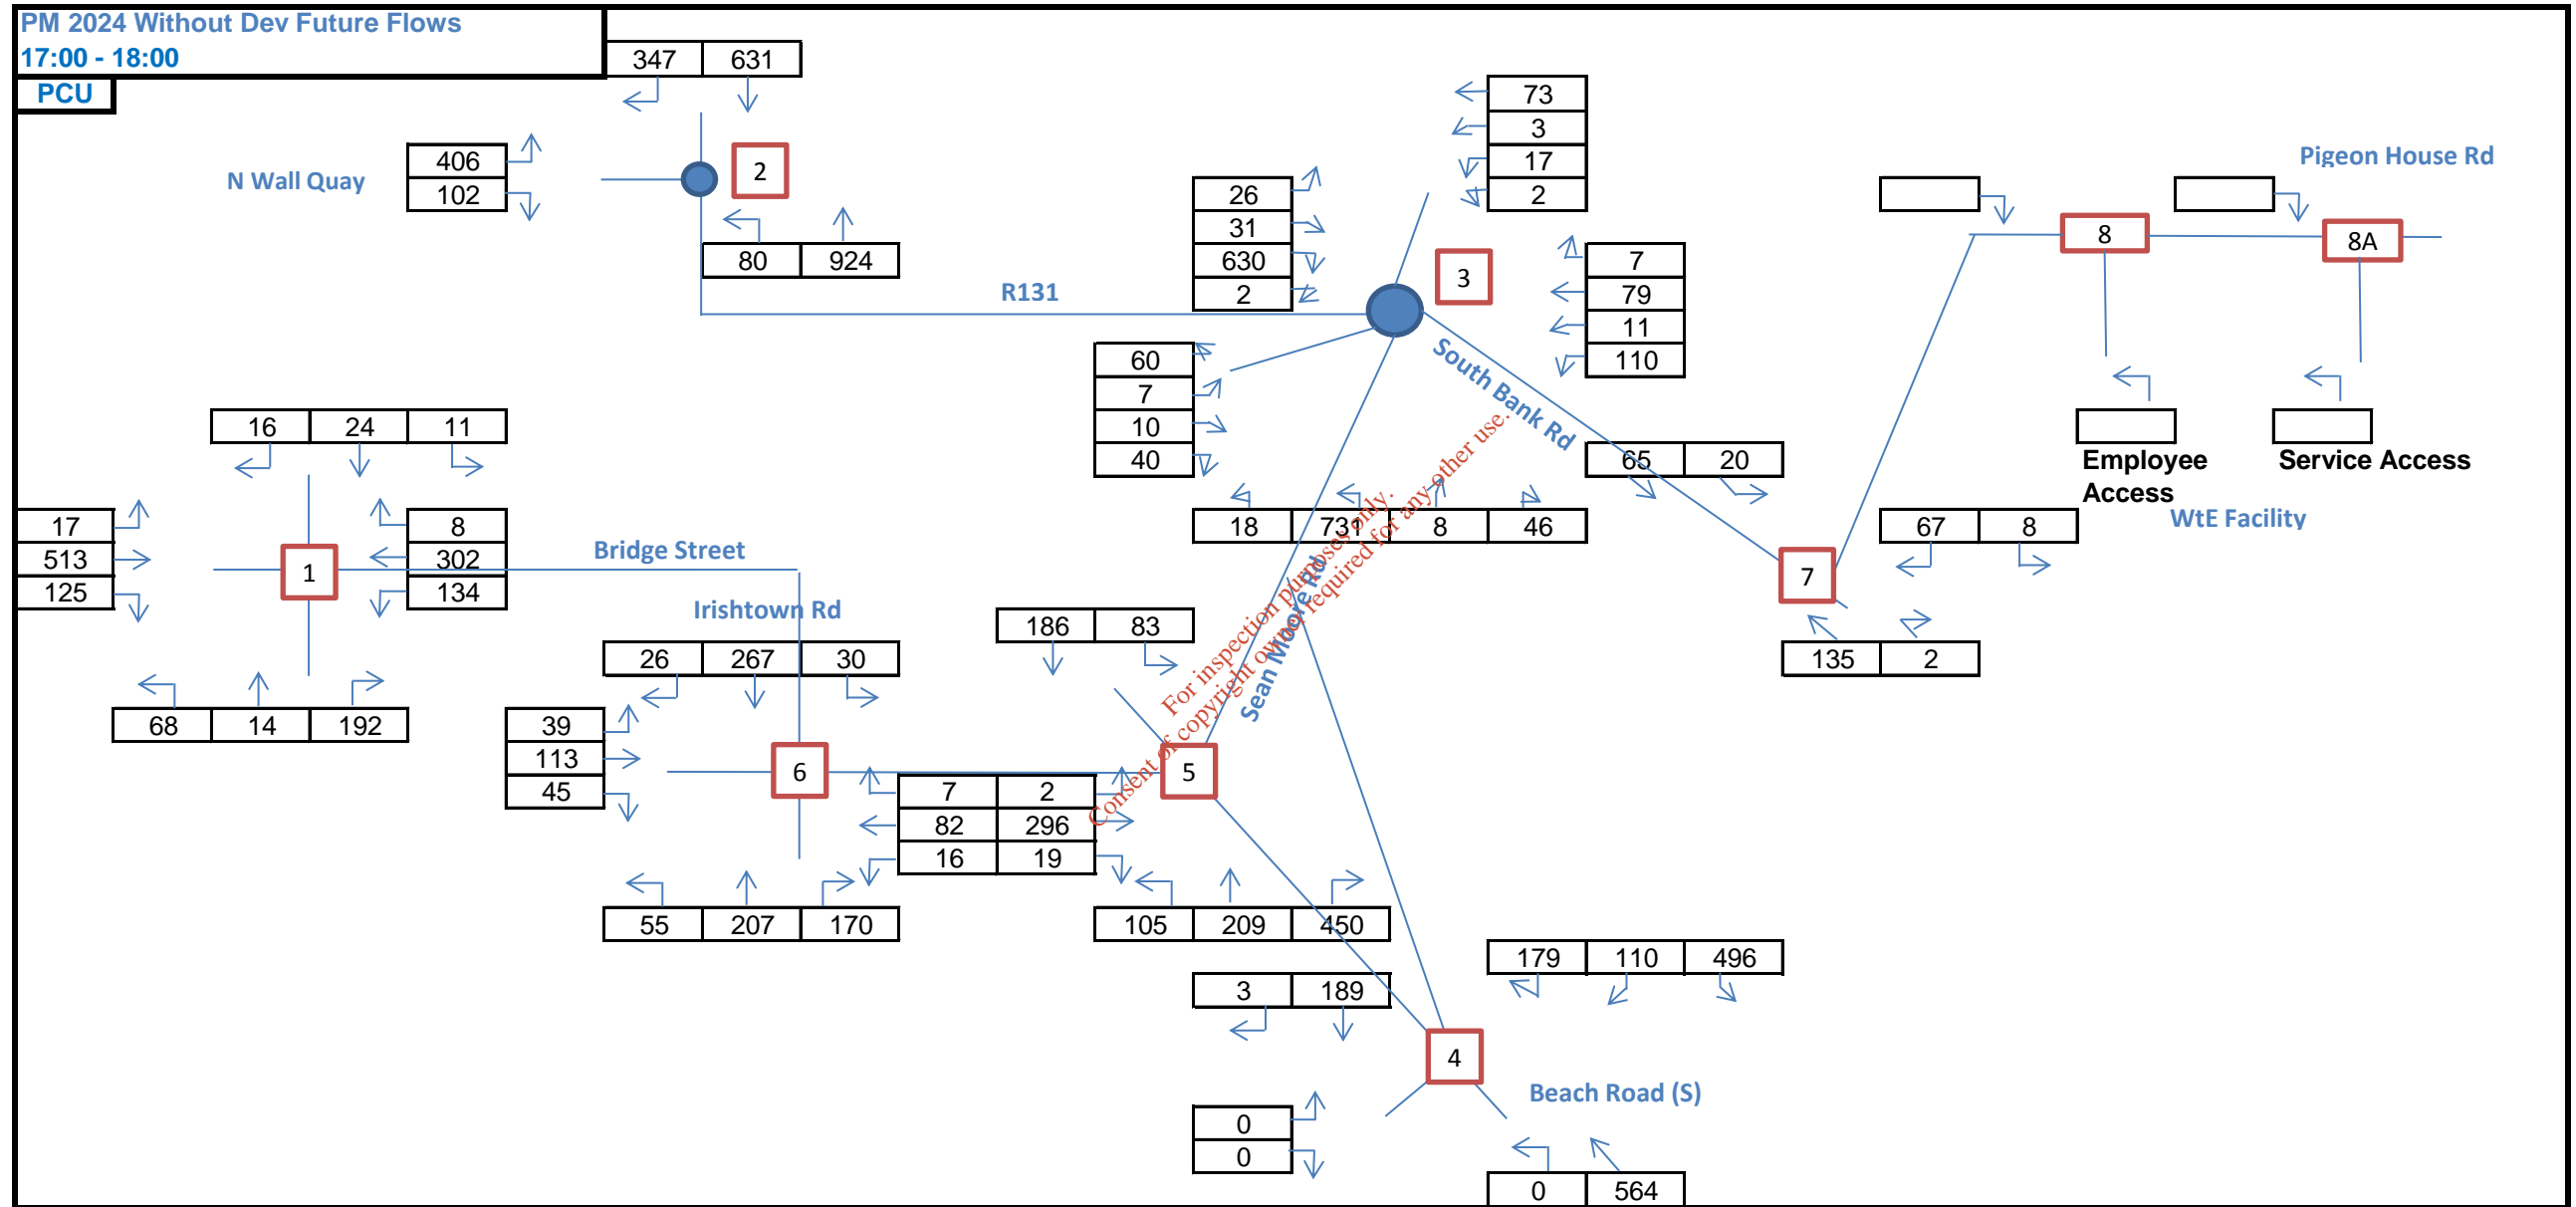 PM 2024 Without Dev Future Flows
17:00 - 18:00
PCU
347 631
N Wall Quay
406
102
2
80 924
R131
73
3
17
2
26
31
630
2
3
7
79
11
110
60
7
10
40
18 731 8 46
South Bank Rd
65 20
Pigeon House Rd
8
8A
Employee
Access
Service Access
WtE Facility
67 8
7
135 2
16 24 11
17
513
125
1
8
302
134
68 14 192
Bridge Street
Irishtown Rd
26 267 30
39
113
45
6
7 2
82 296
16 19
55 207 170
186 83
5
Sean Moore Rd
For inspection purposes only.
Consent of copyright owner required for any other use.
105 209 450
3 189
179 110 496
4
Beach Road (S)
0
0
0 564